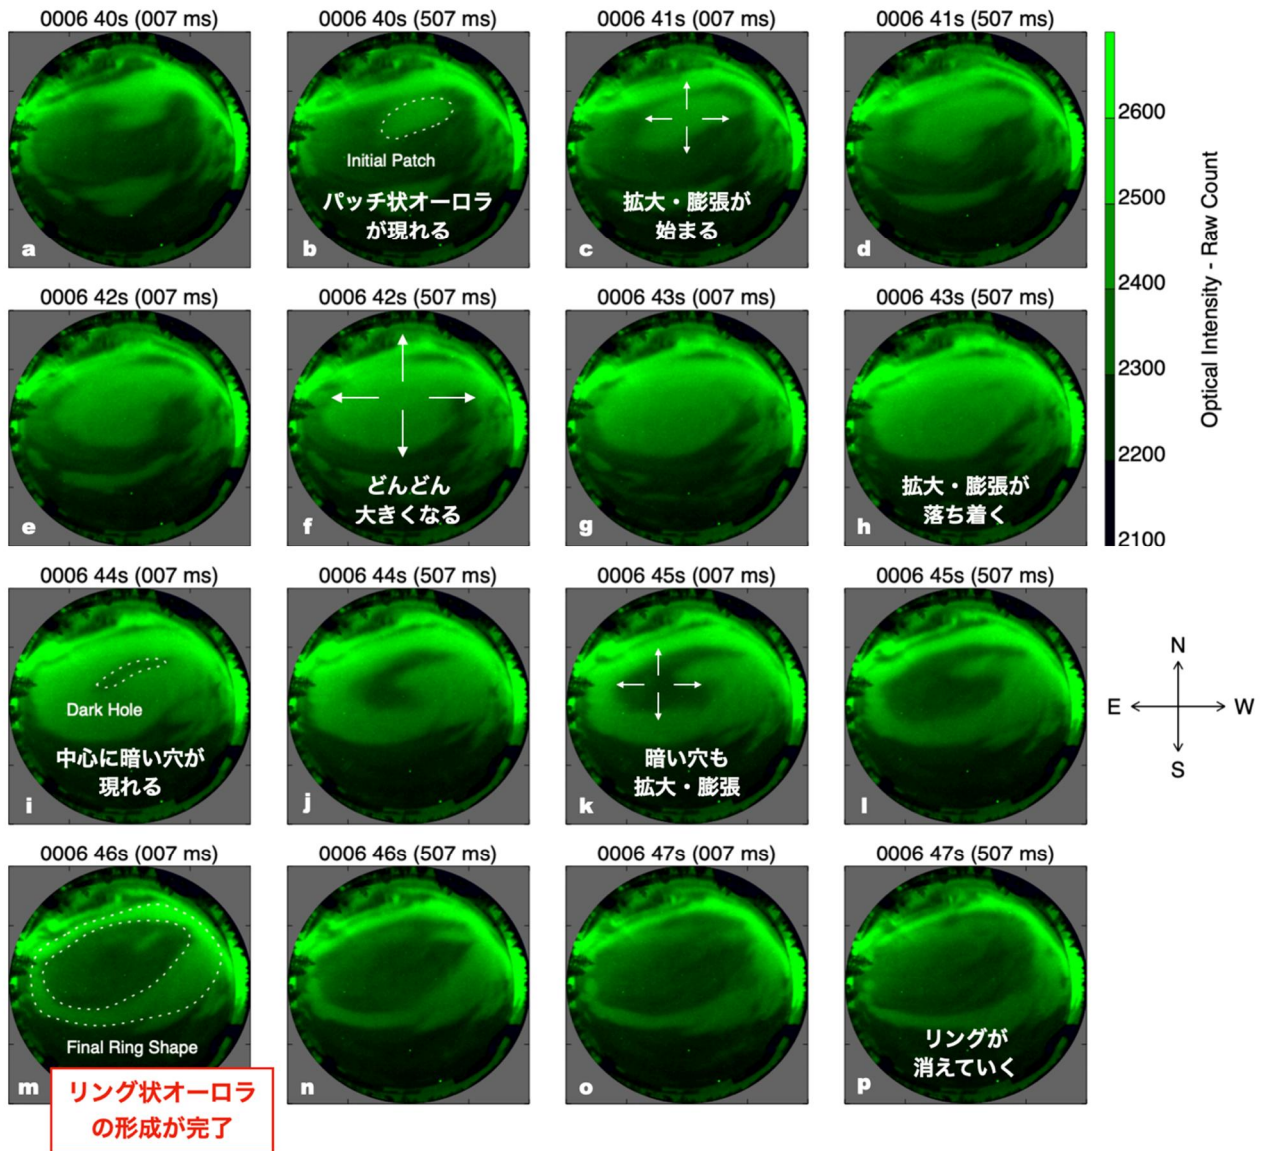 0006 40s (007 ms)
0006 40s (507 ms)
0006 41s (007 ms)
0006 41s (507 ms)
Initial Patch
パッチ状オーロラ
が現れる
拡大・膨張が
始まる
a
b
c
d
0006 42s (007 ms)
0006 42s (507 ms)
0006 43s (007 ms)
0006 43s (507 ms)
どんどん
大きくなる
拡大・膨張が
落ち着く
e
f
g
h
2600
2500
2400
2300
2200
2100
Optical Intensity - Raw Count
0006 44s (007 ms)
0006 44s (507 ms)
0006 45s (007 ms)
0006 45s (507 ms)
Dark Hole
中心に暗い穴が
現れる
暗い穴も
拡大・膨張
i
j
k
l
N
E
W
S
0006 46s (007 ms)
0006 46s (507 ms)
0006 47s (007 ms)
0006 47s (507 ms)
Final Ring Shape
リングが
消えていく
m
n
o
p
リング状オーロラ
の形成が完了